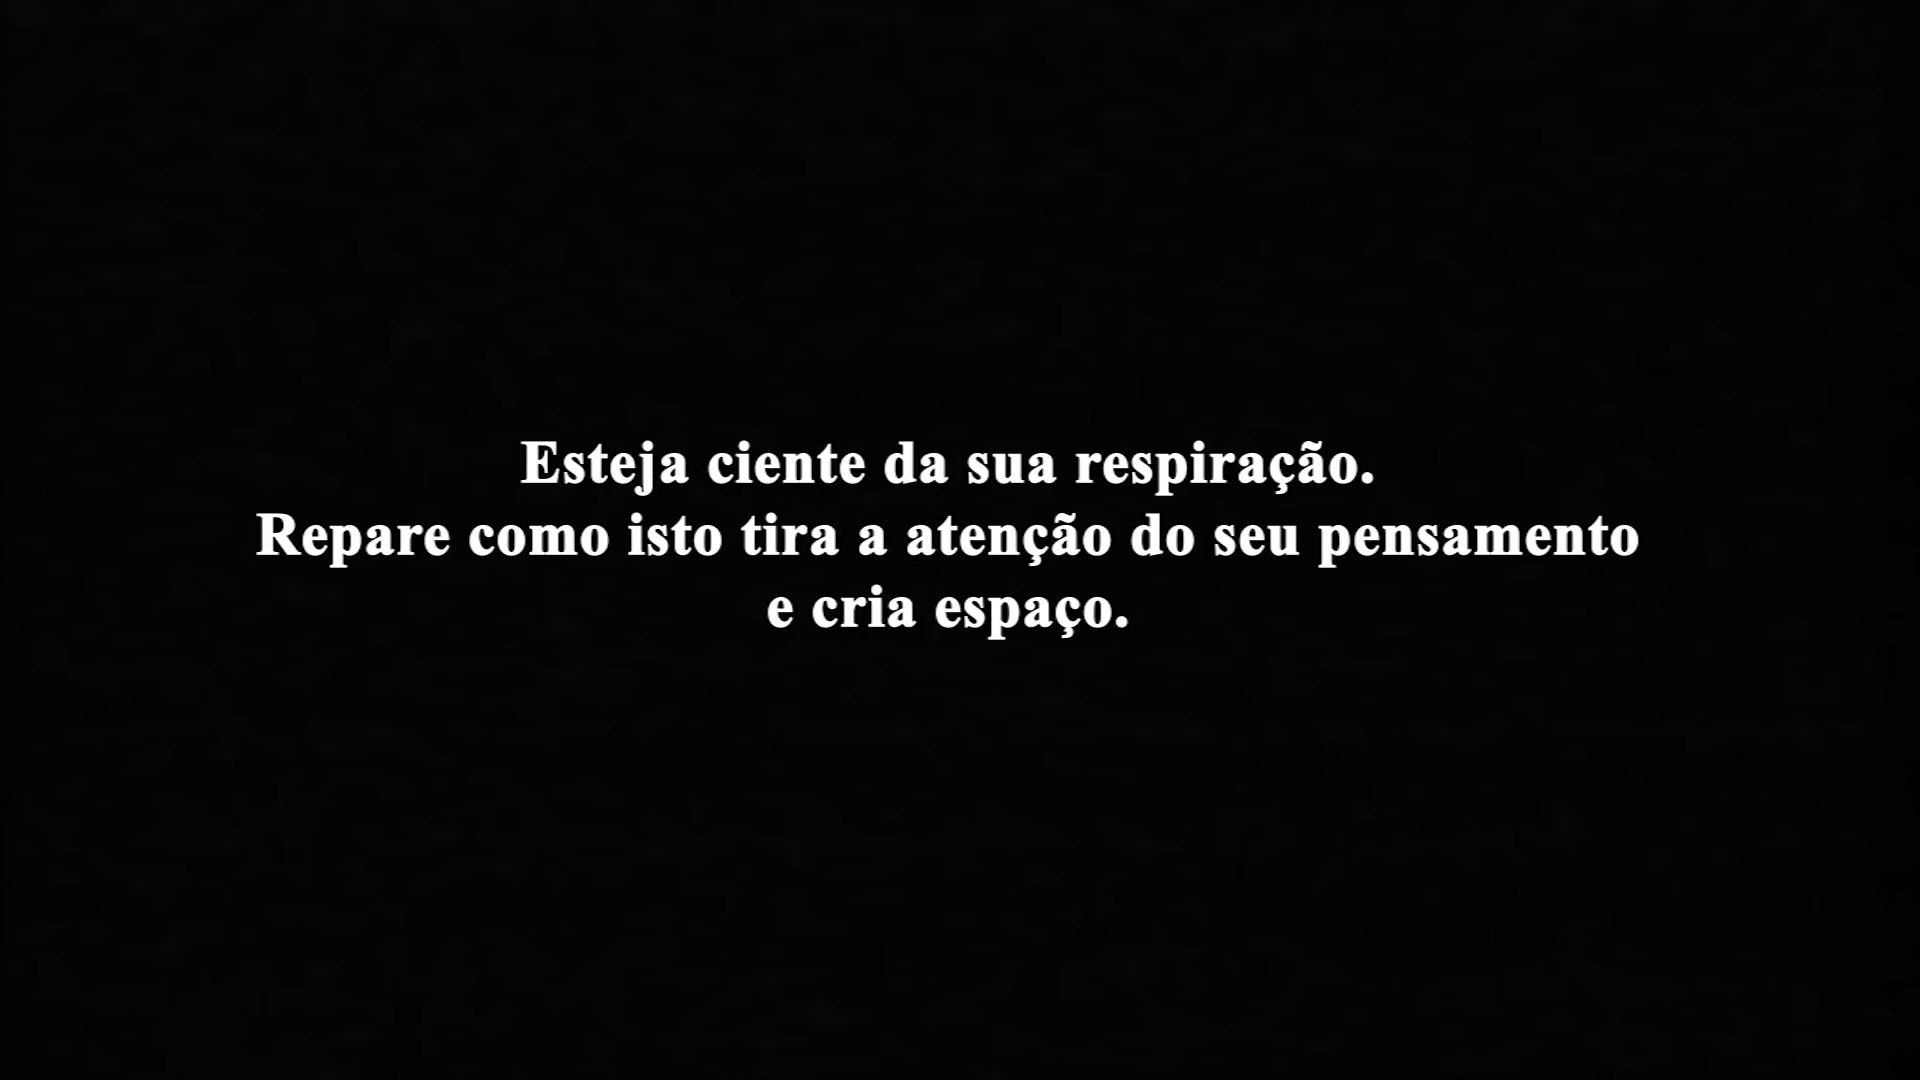 Esteja ciente da sua respiração.
Repare como isto tira a atenção do seu pensamento
e cria espaço.